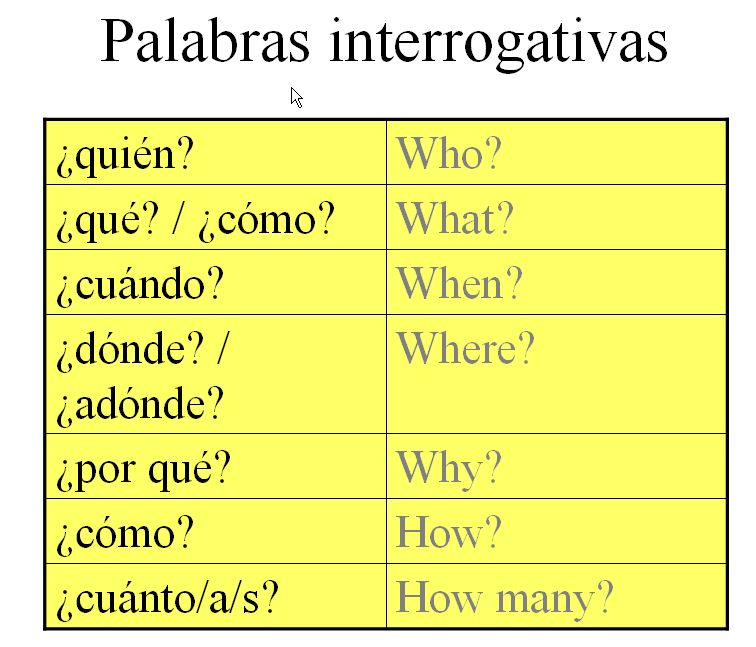 Palabras interrogativas
¿quién? Who?
¿qué? / ¿cómo? What?
¿cuándo? When?
¿dónde? / Where?
¿adónde?
¿por qué? Why?
¿cómo? How?
¿cuánto/a/s? How many?